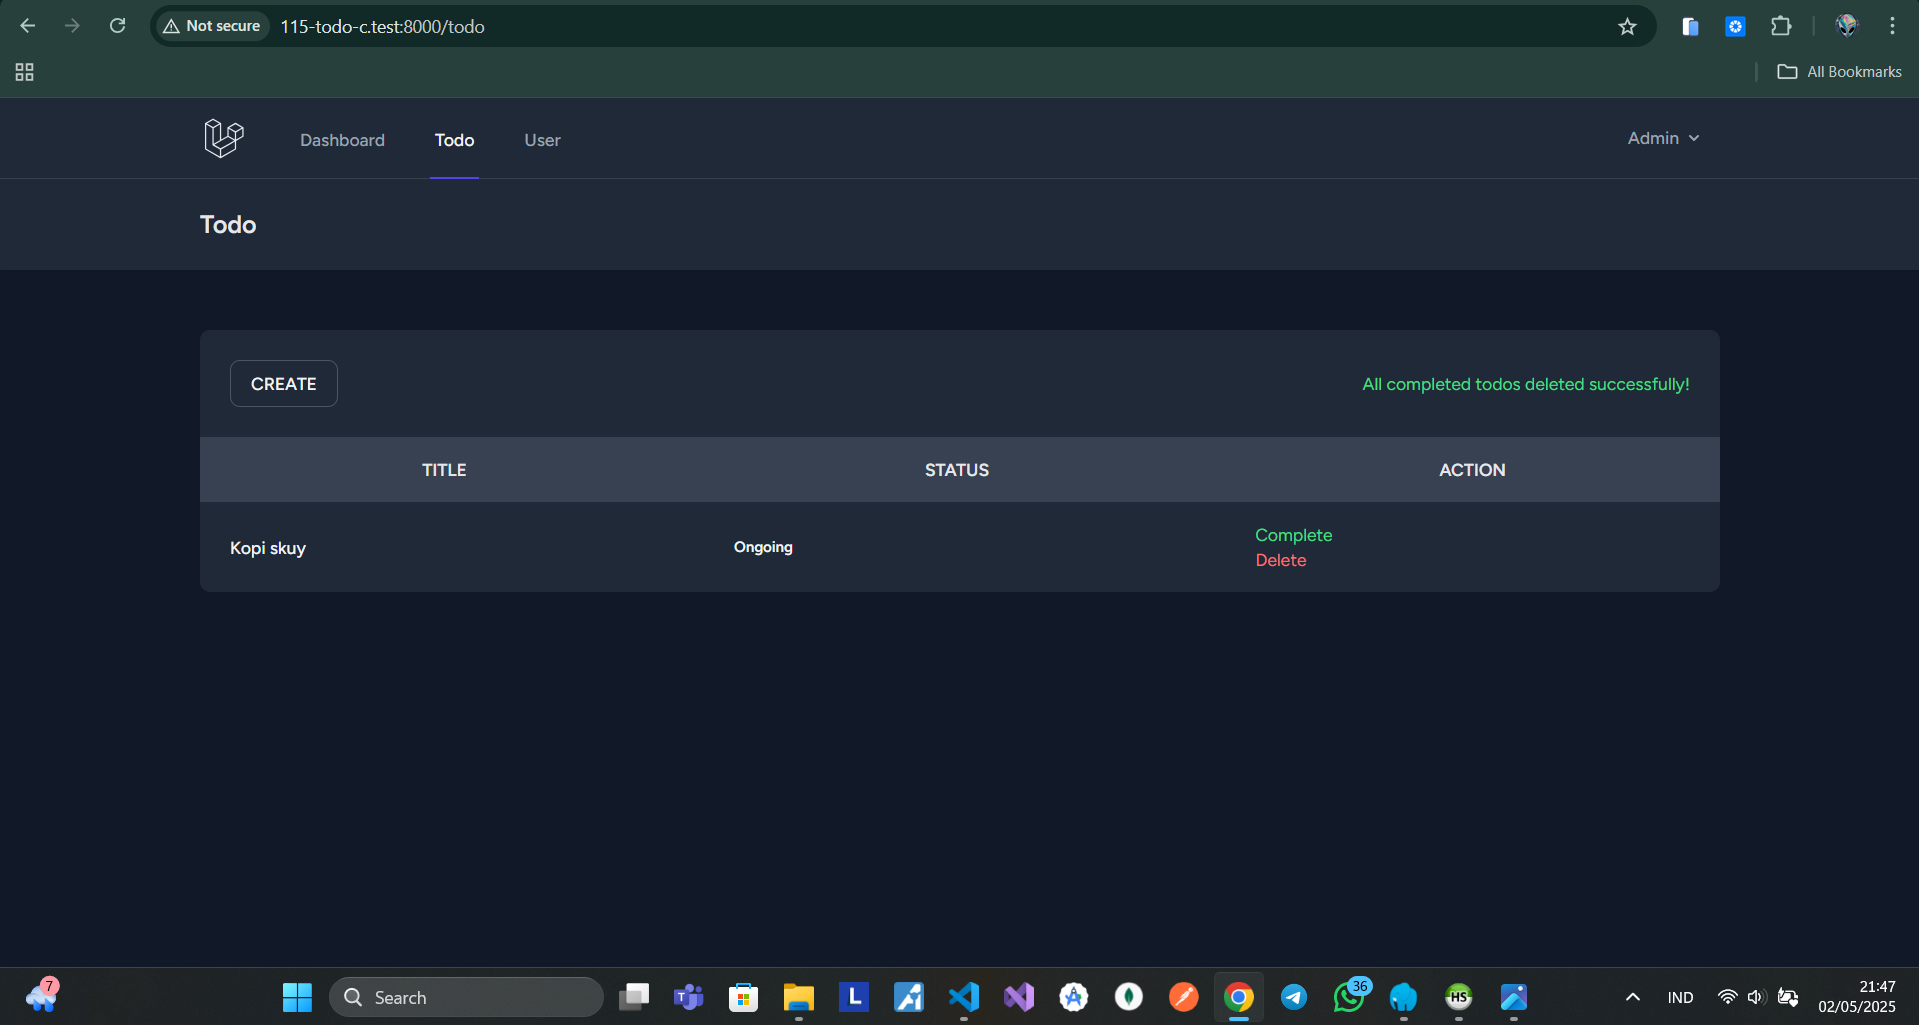 Not secure
115-todo-c.test:8000/todo
All Bookmarks
Dashboard
Todo
User
Admin
Todo
CREATE
All completed todos deleted successfully!
TITLE
STATUS
ACTION
Kopi skuy
Ongoing
Complete
Delete
7
Search
T
L
36
HS
IND
21:47
02/05/2025